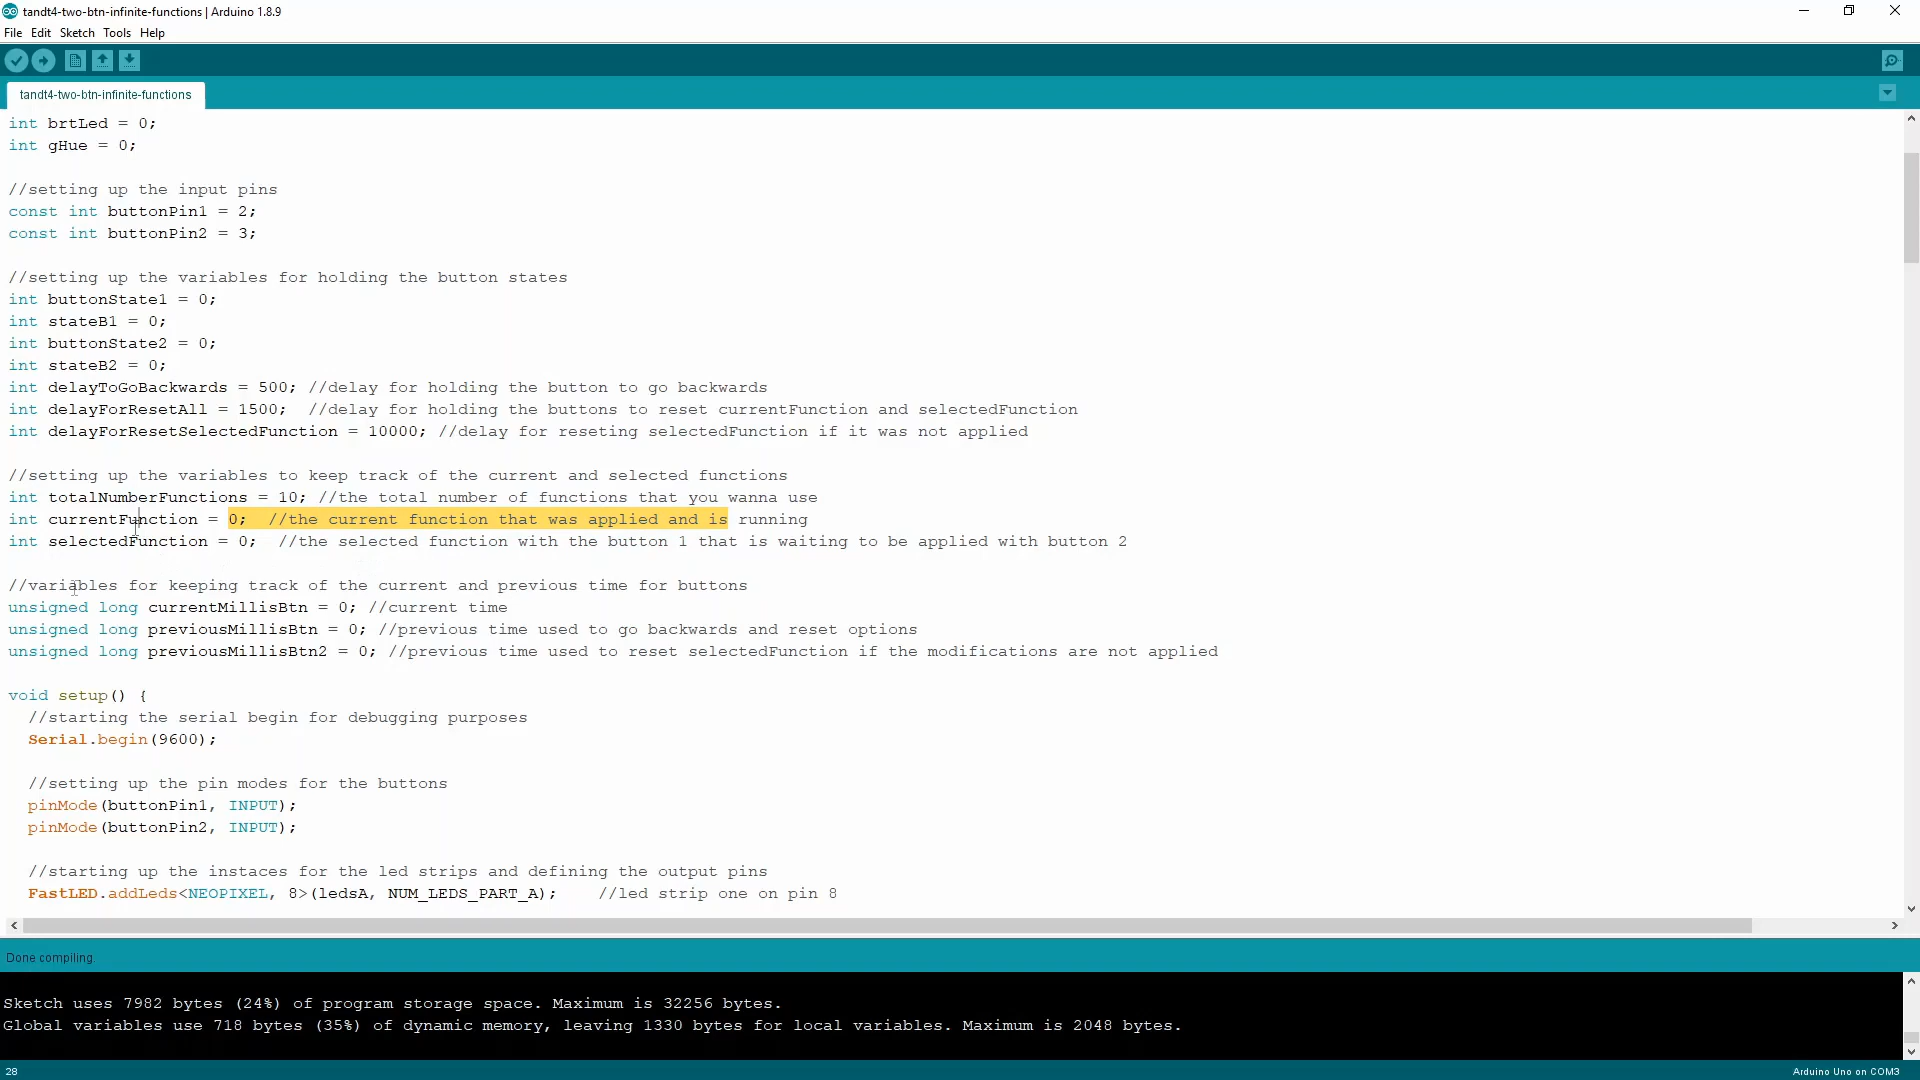 tandt4-two-btn-infinite-functions | Arduino 1.8.9
File Edit Sketch Tools Help
tandt4-two-btn-infinite-functions
int brtLed = 0;
int gHue = 0;
//setting up the input pins
const int buttonPin1 = 2;
const int buttonPin2 = 3;
//setting up the variables for holding the button states
int buttonState1 = 0;
int stateB1 = 0;
int buttonState2 = 0;
int stateB2 = 0;
int delayToGoBackwards = 500; //delay for holding the button to go backwards
int delayForResetAll = 1500;  //delay for holding the buttons to reset currentFunction and selectedFunction
int delayForResetSelectedFunction = 10000; //delay for reseting selectedFunction if it was not applied
//setting up the variables to keep track of the current and selected functions
int totalNumberFunctions = 10; //the total number of functions that you wanna use
int currentFunction = 0;  //the current function that was applied and is running
int selectedFunction = 0;  //the selected function with the button 1 that is waiting to be applied with button 2
//variables for keeping track of the current and previous time for buttons
unsigned long currentMillisBtn = 0; //current time
unsigned long previousMillisBtn = 0; //previous time used to go backwards and reset options
unsigned long previousMillisBtn2 = 0; //previous time used to reset selectedFunction if the modifications are not applied
void setup() {
//starting the serial begin for debugging purposes
Serial.begin(9600);
//setting up the pin modes for the buttons
pinMode(buttonPin1, INPUT);
pinMode(buttonPin2, INPUT);
//starting up the instaces for the led strips and defining the output pins
FastLED.addLeds<NEOPIXEL, 8>(ledsA, NUM_LEDS_PART_A);    //led strip one on pin 8
Done compiling.
Sketch uses 7982 bytes (24%) of program storage space. Maximum is 32256 bytes.
Global variables use 718 bytes (35%) of dynamic memory, leaving 1330 bytes for local variables. Maximum is 2048 bytes.
28
Arduino Uno on COM3